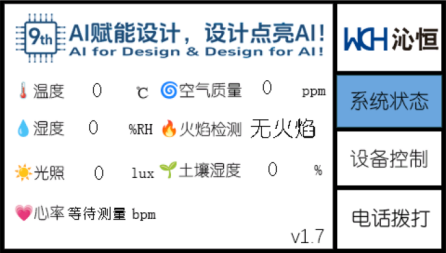 9th
AI赋能设计，设计点亮AI!
AI for Design & Design for AI!
WCH 沁恒
温度 0 ℃ 空气质量 0 ppm
系统状态
湿度 0 %RH 火焰检测 无火焰
设备控制
光照 0 lux 土壤湿度 0 %
心率 等待测量 bpm
电话拨打
v1.7